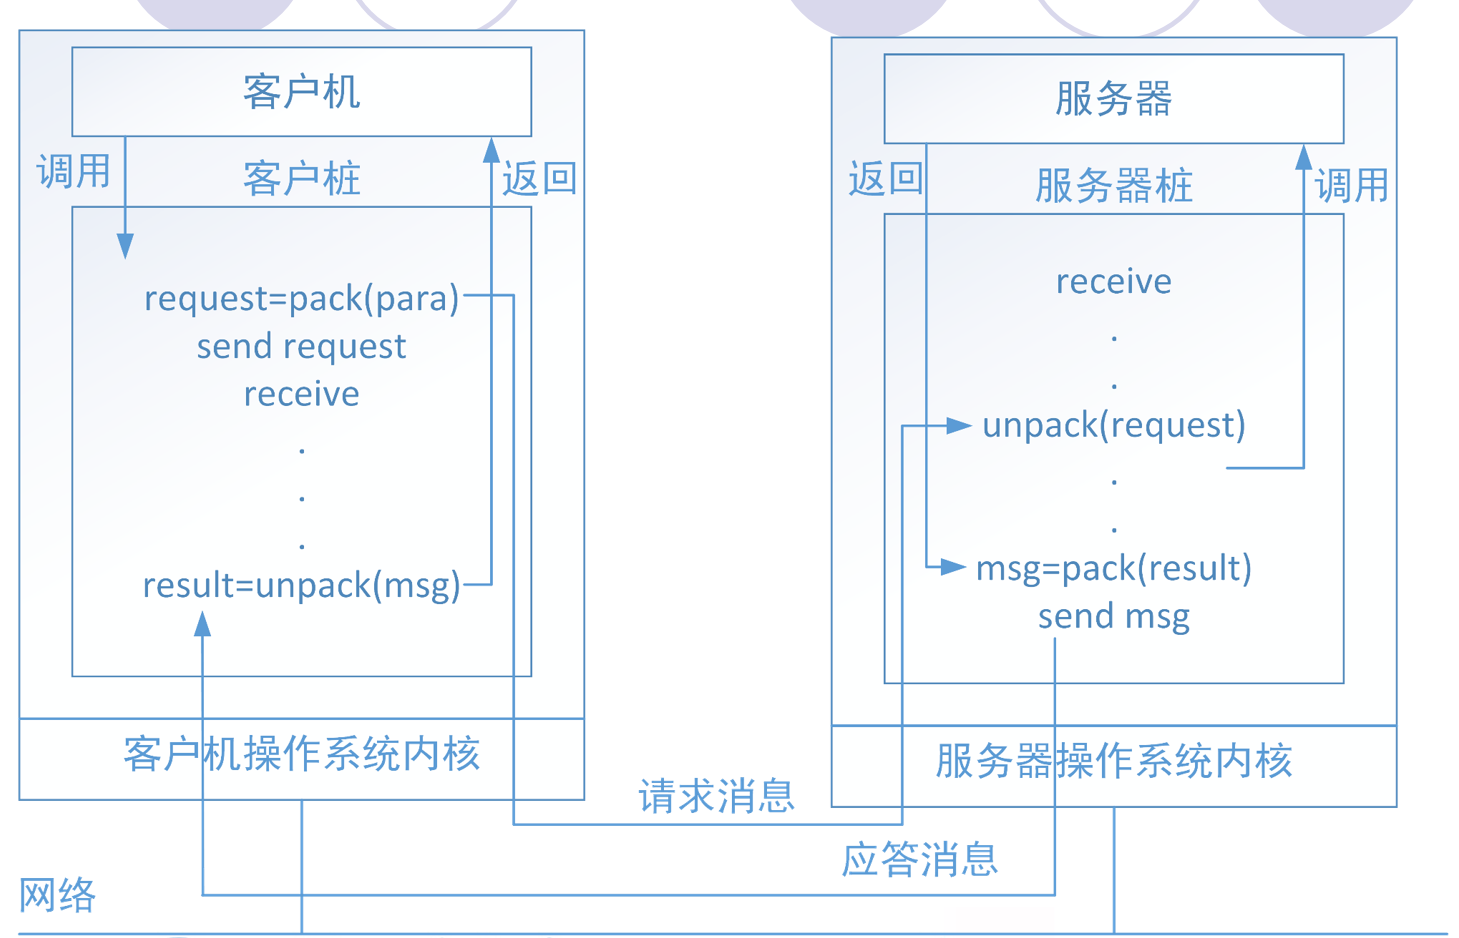 客户机
调用
客户桩
返回
request=pack(para)
send request
receive
.
.
.
result=unpack(msg)
客户机操作系统内核
服务器
返回
服务器桩
调用
receive
.
.
unpack(request)
.
.
msg=pack(result)
send msg
服务器操作系统内核
请求消息
应答消息
网络